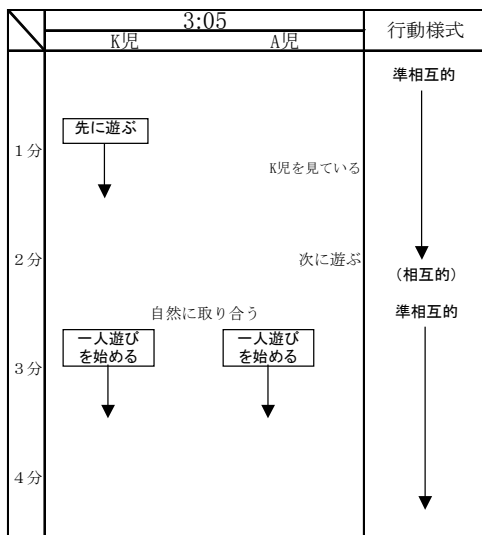 3:05
K児
A児
行動様式
準相互的
先に遊ぶ
1分
K児を見ている
2分
次に遊ぶ
(相互的)
自然に取り合う
準相互的
一人遊び
を始める
一人遊び
を始める
3分
4分